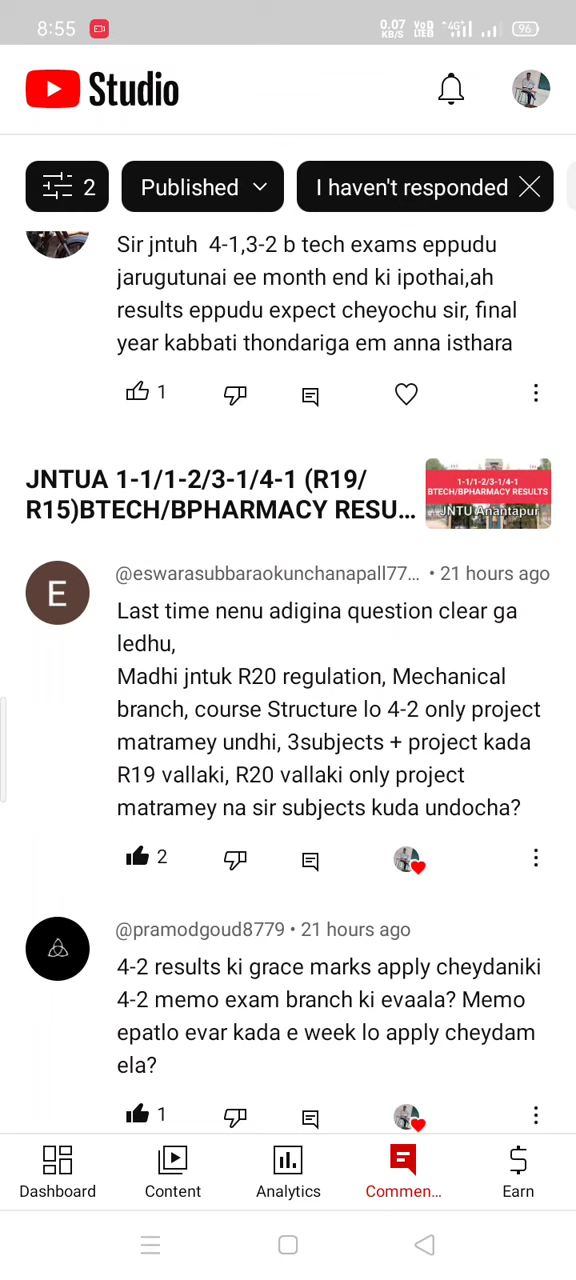 8:55
0.07
KB/S
VoD
LTE
4G
96
Studio
2
Published
I haven't responded
Sir jntuh 4-1,3-2 b tech exams eppudu
jarugutunai ee month end ki ipothai,ah
results eppudu expect cheyochu sir, final
year kabbati thondariga em anna isthara
1
JNTUA 1-1/1-2/3-1/4-1 (R19/
R15)BTECH/BPHARMACY RESU...
1-1/1-2/3-1/4-1
BTECH/BPHARMACY RESULTS
JNTU Anantapur
E
@eswarasubbaraokunchanapall77... • 21 hours ago
Last time nenu adigina question clear ga
ledhu,
Madhi jntuk R20 regulation, Mechanical
branch, course Structure lo 4-2 only project
matramey undhi, 3subjects + project kada
R19 vallaki, R20 vallaki only project
matramey na sir subjects kuda undocha?
2
@pramodgoud8779 • 21 hours ago
4-2 results ki grace marks apply cheydaniki
4-2 memo exam branch ki evaala? Memo
epatlo evar kada e week lo apply cheydam
ela?
1
Dashboard
Content
Analytics
Commen...
Earn